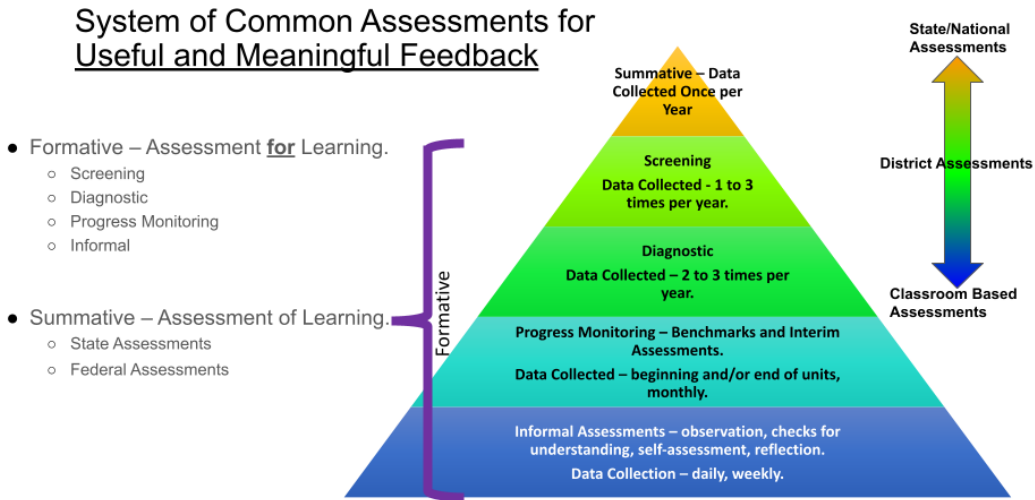 System of Common Assessments for
Useful and Meaningful Feedback
● Formative – Assessment for Learning.
○ Screening
○ Diagnostic
○ Progress Monitoring
○ Informal
● Summative – Assessment of Learning.
○ State Assessments
○ Federal Assessments
Formative
Summative – Data
Collected Once per
Year
Screening
Data Collected - 1 to 3
times per year.
Diagnostic
Data Collected – 2 to 3 times per
year.
Progress Monitoring – Benchmarks and Interim
Assessments.
Data Collected – beginning and/or end of units,
monthly.
Informal Assessments – observation, checks for
understanding, self-assessment, reflection.
Data Collection – daily, weekly.
State/National
Assessments
District Assessments
Classroom Based
Assessments